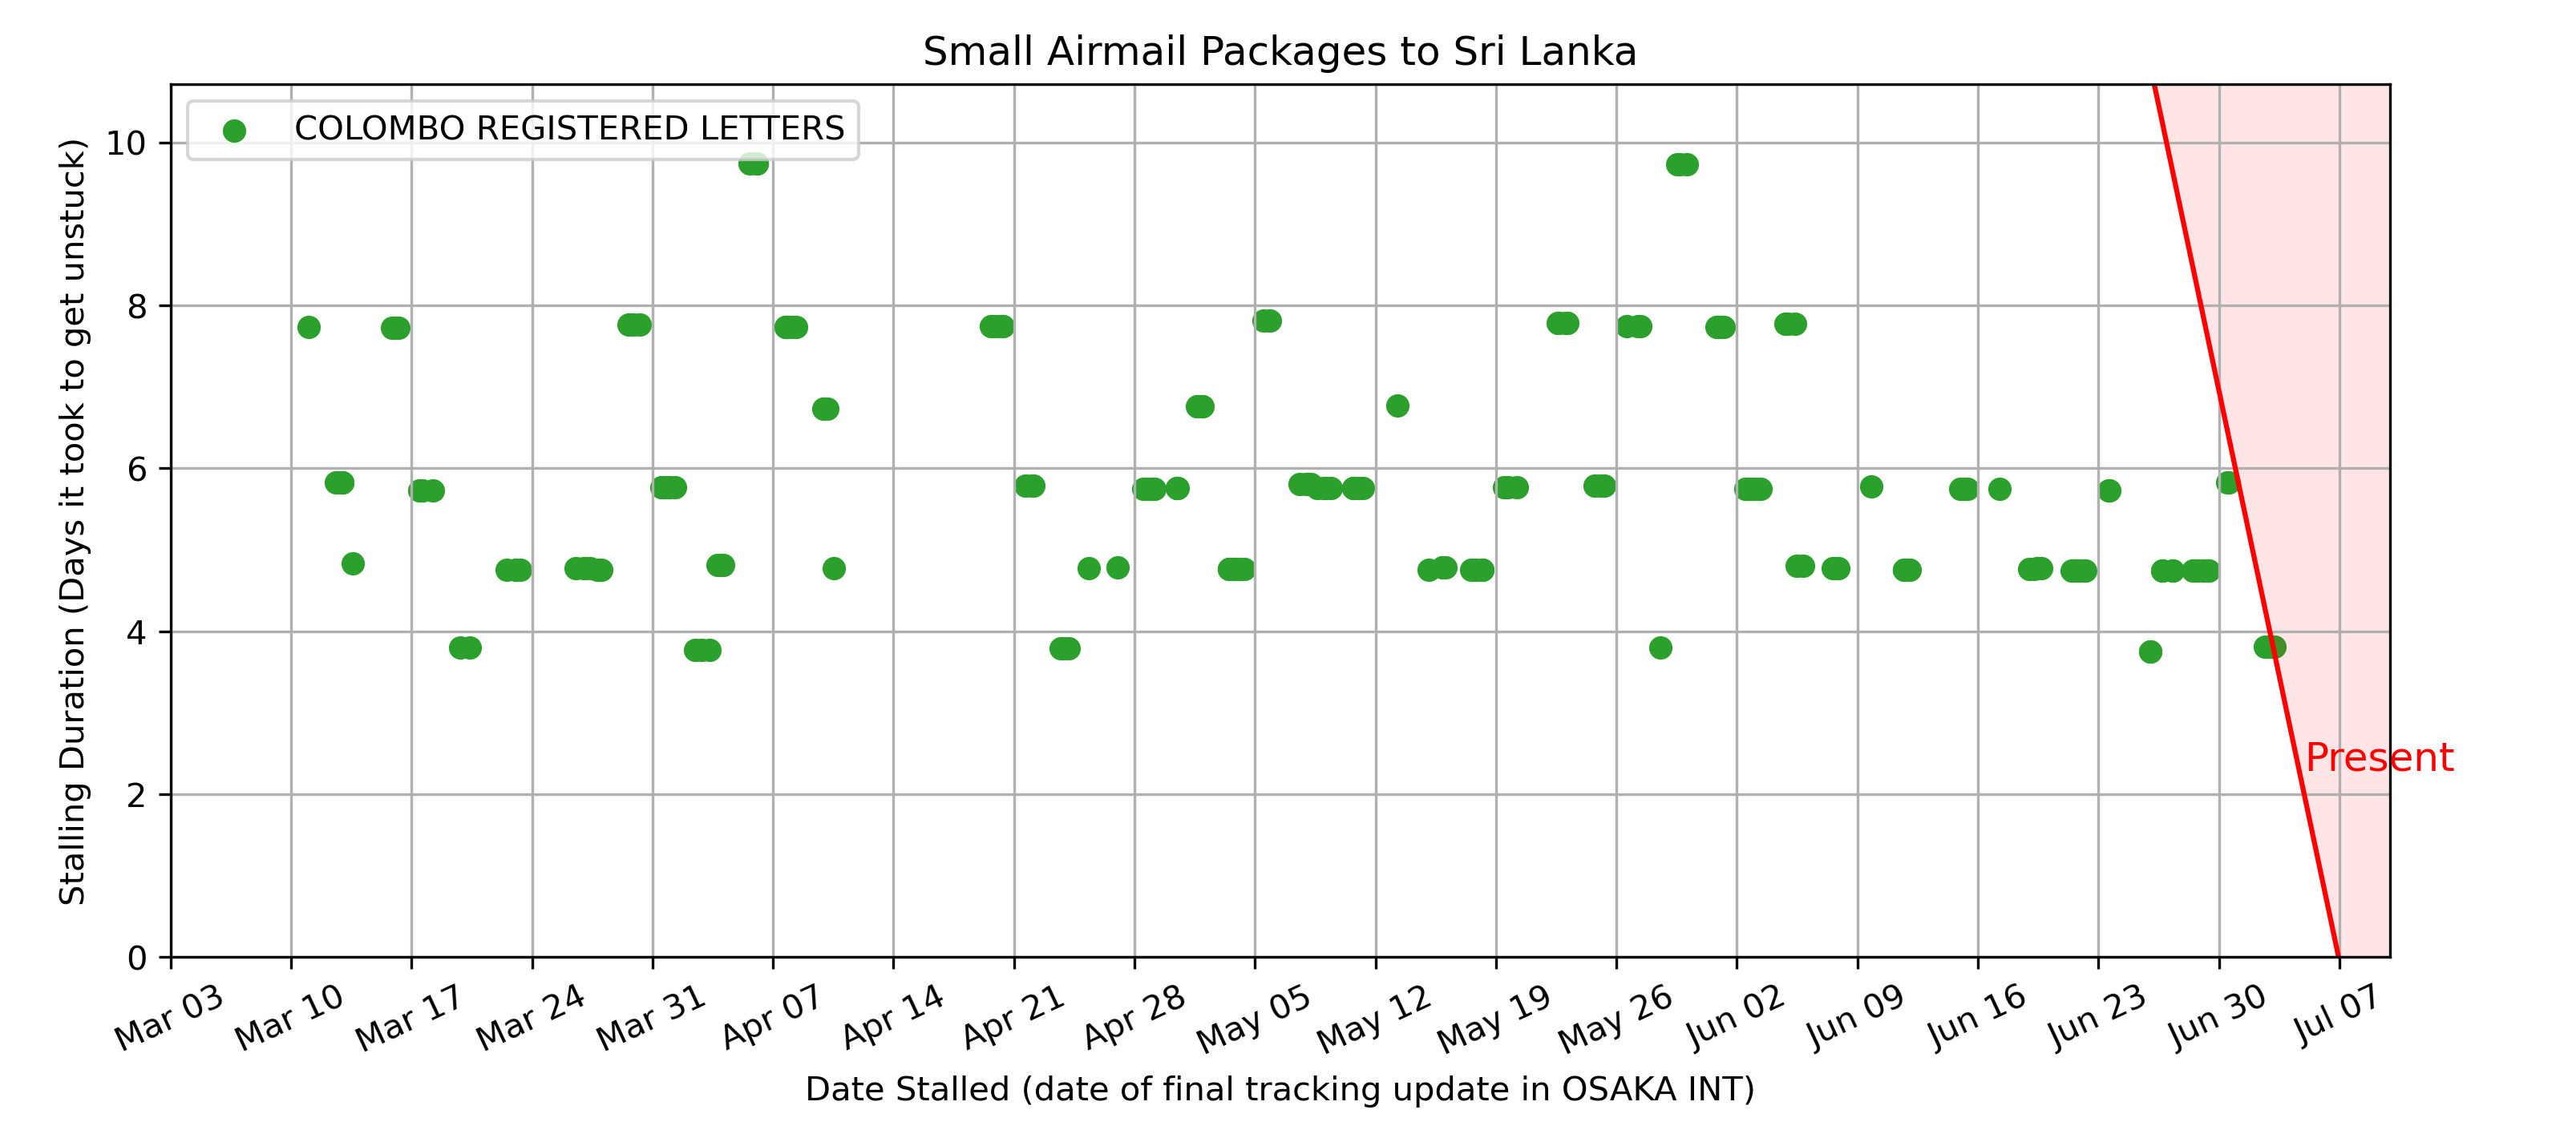 Small Airmail Packages to Sri Lanka
COLOMBO REGISTERED LETTERS
Stalling Duration (Days it took to get unstuck)
10
8
6
4
2
0
Present
Mar 03
Mar 10
Mar 17
Mar 24
Mar 31
Apr 07
Apr 14
Apr 21
Apr 28
May 05
May 12
May 19
May 26
Jun 02
Jun 09
Jun 16
Jun 23
Jun 30
Jul 07
Date Stalled (date of final tracking update in OSAKA INT)